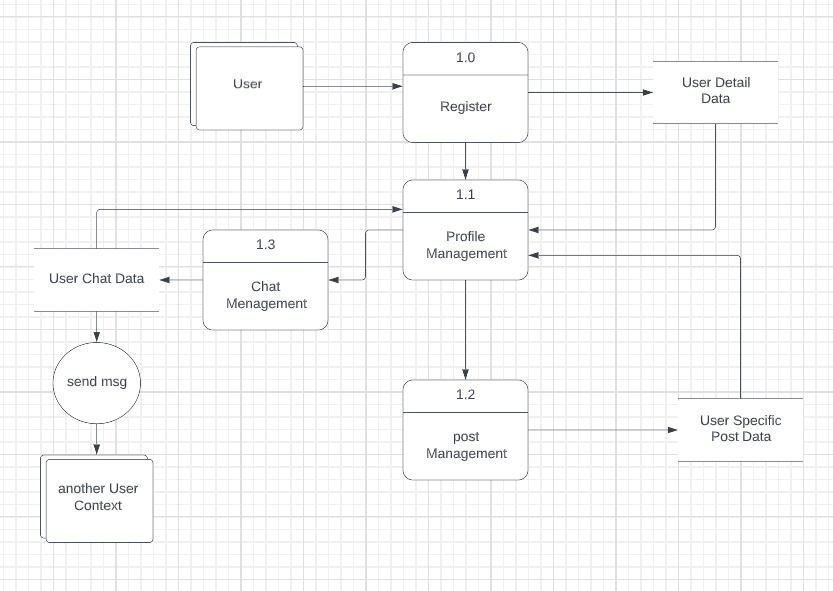 User
1.0
Register
User Detail
Data
1.1
Profile
Management
1.3
Chat
Menagement
User Chat Data
send msg
another User
Context
1.2
post
Management
User Specific
Post Data